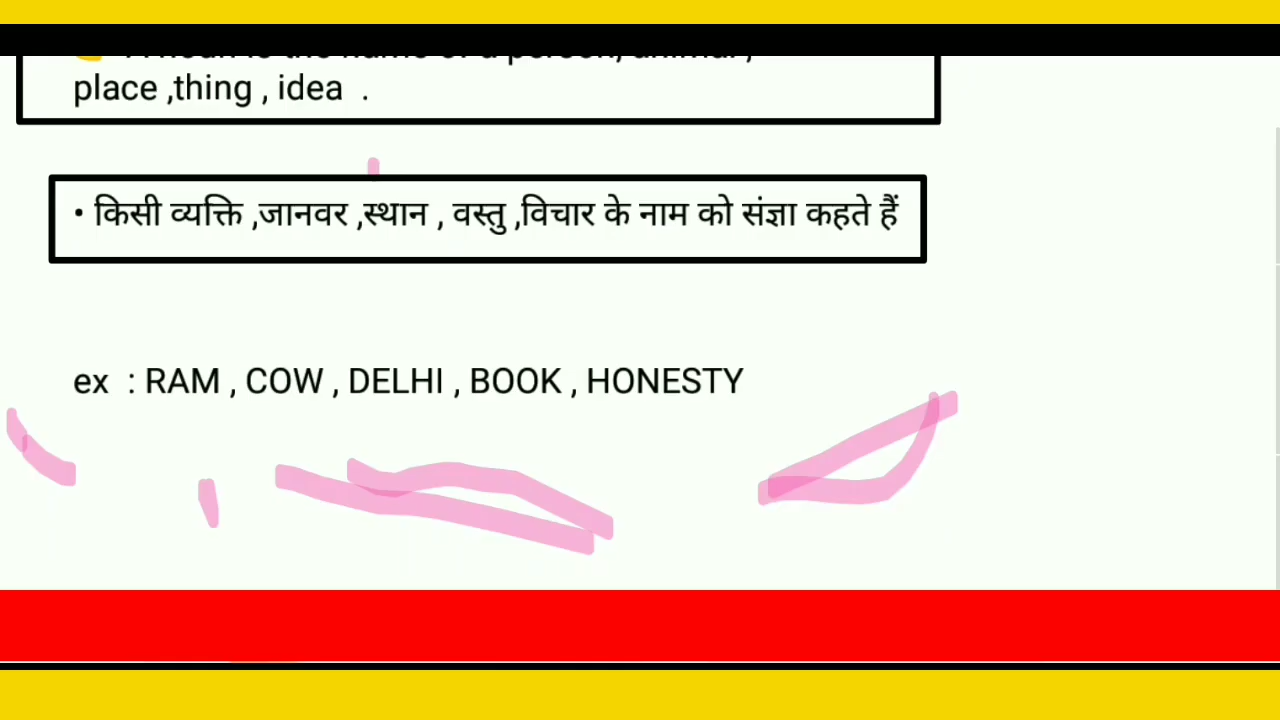 place ,thing , idea .
• किसी व्यक्ति ,जानवर ,स्थान , वस्तु ,विचार के नाम को संज्ञा कहते हैं
ex : RAM , COW , DELHI , BOOK , HONESTY